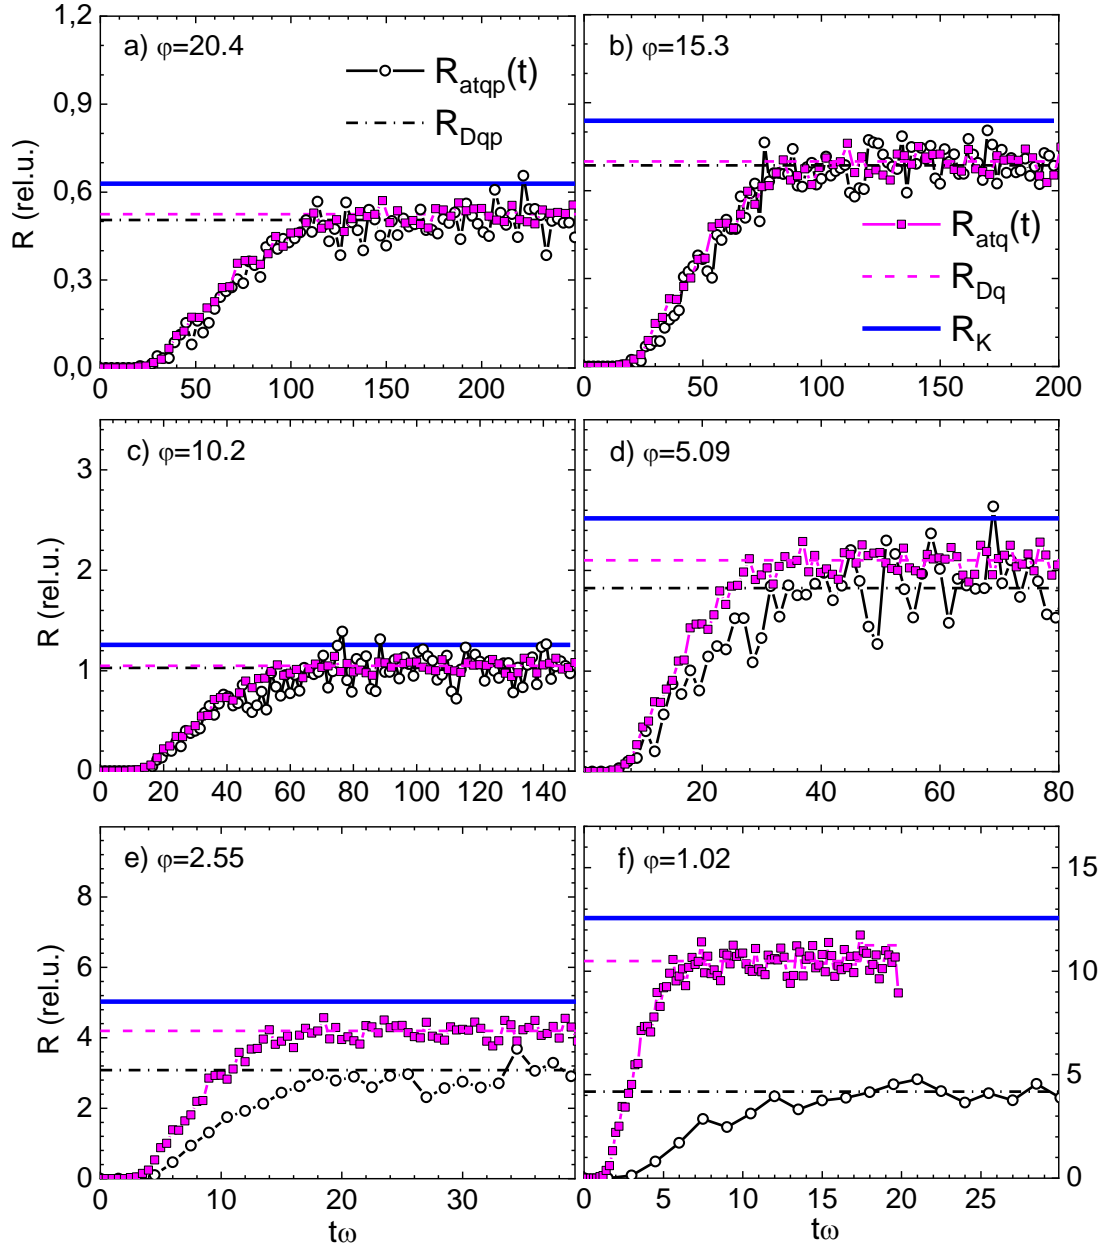 a) φ=20.4
R_atqp(t)
R_Dqp
1,2
0,9
0,6
0,3
0,0
R (rel.u.)
0 50 100 150 200
b) φ=15.3
R_atq(t)
R_Dq
R_K
0 50 100 150 200
c) φ=10.2
3
2
1
0
R (rel.u.)
0 20 40 60 80 100 120 140
d) φ=5.09
20 40 60 80
e) φ=2.55
8
6
4
2
0
R (rel.u.)
0 10 20 30
tω
f) φ=1.02
15
10
5
0
0 5 10 15 20 25
tω